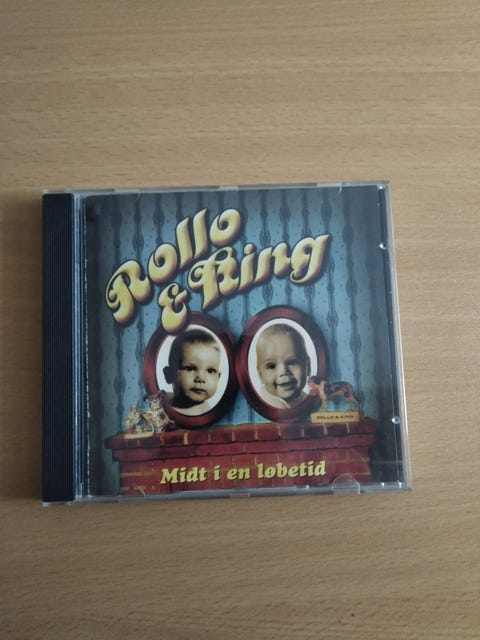 Rollo
& King
ROLLO & KING
Midt i en løbetid